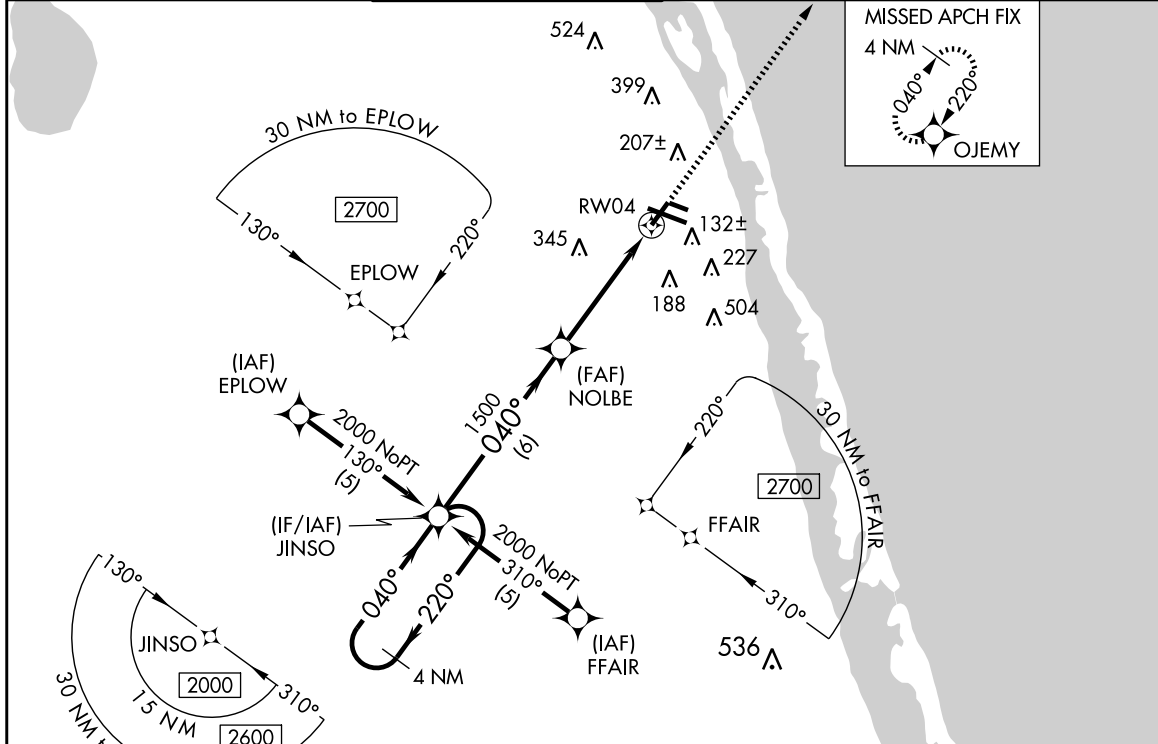 524
399
207±
RW04
345
132±
227
188
504
MISSED APCH FIX
4 NM
040°
220°
OJEMY
30 NM to EPLOW
2700
130°
220°
EPLOW
(IAF)
EPLOW
2000 NoPT
130°
(5)
(FAF)
NOLBE
1500
040°
(6)
(IF/IAF)
JINSO
040°
220°
4 NM
2000 NoPT
310°
(5)
(IAF)
FFAIR
220°
30 NM to FFAIR
2700
FFAIR
310°
536
130°
JINSO
2000
310°
15 NM
30 NM t
2600